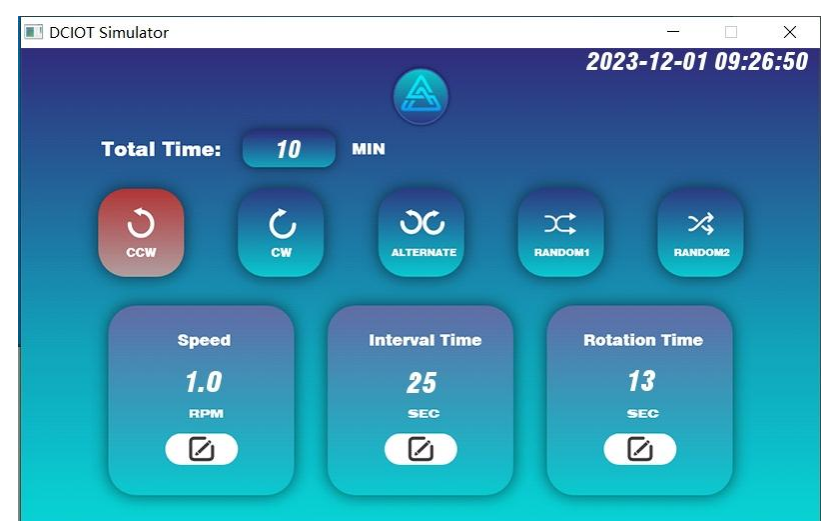 DCIOT Simulator
2023-12-01 09:26:50
Total Time: 10 MIN
CCW CW ALTERNATE RANDOM1 RANDOM2
Speed Interval Time Rotation Time
1.0 25 13
RPM SEC SEC